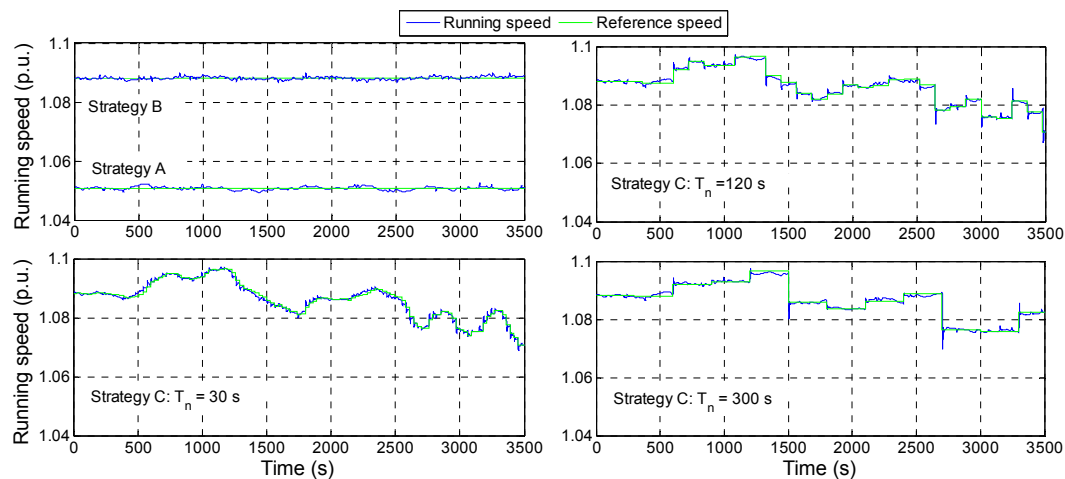 Running speed Reference speed
Running speed (p.u.)
1.1
1.08
1.06
1.04
Strategy B
Strategy A
0 500 1000 1500 2000 2500 3000 3500
1.1
1.08
1.06
1.04
Strategy C: T_n =120 s
0 500 1000 1500 2000 2500 3000 3500
Running speed (p.u.)
1.1
1.08
1.06
1.04
Strategy C: T_n = 30 s
0 500 1000 1500 2000 2500 3000 3500
Time (s)
1.1
1.08
1.06
1.04
Strategy C: T_n = 300 s
0 500 1000 1500 2000 2500 3000 3500
Time (s)